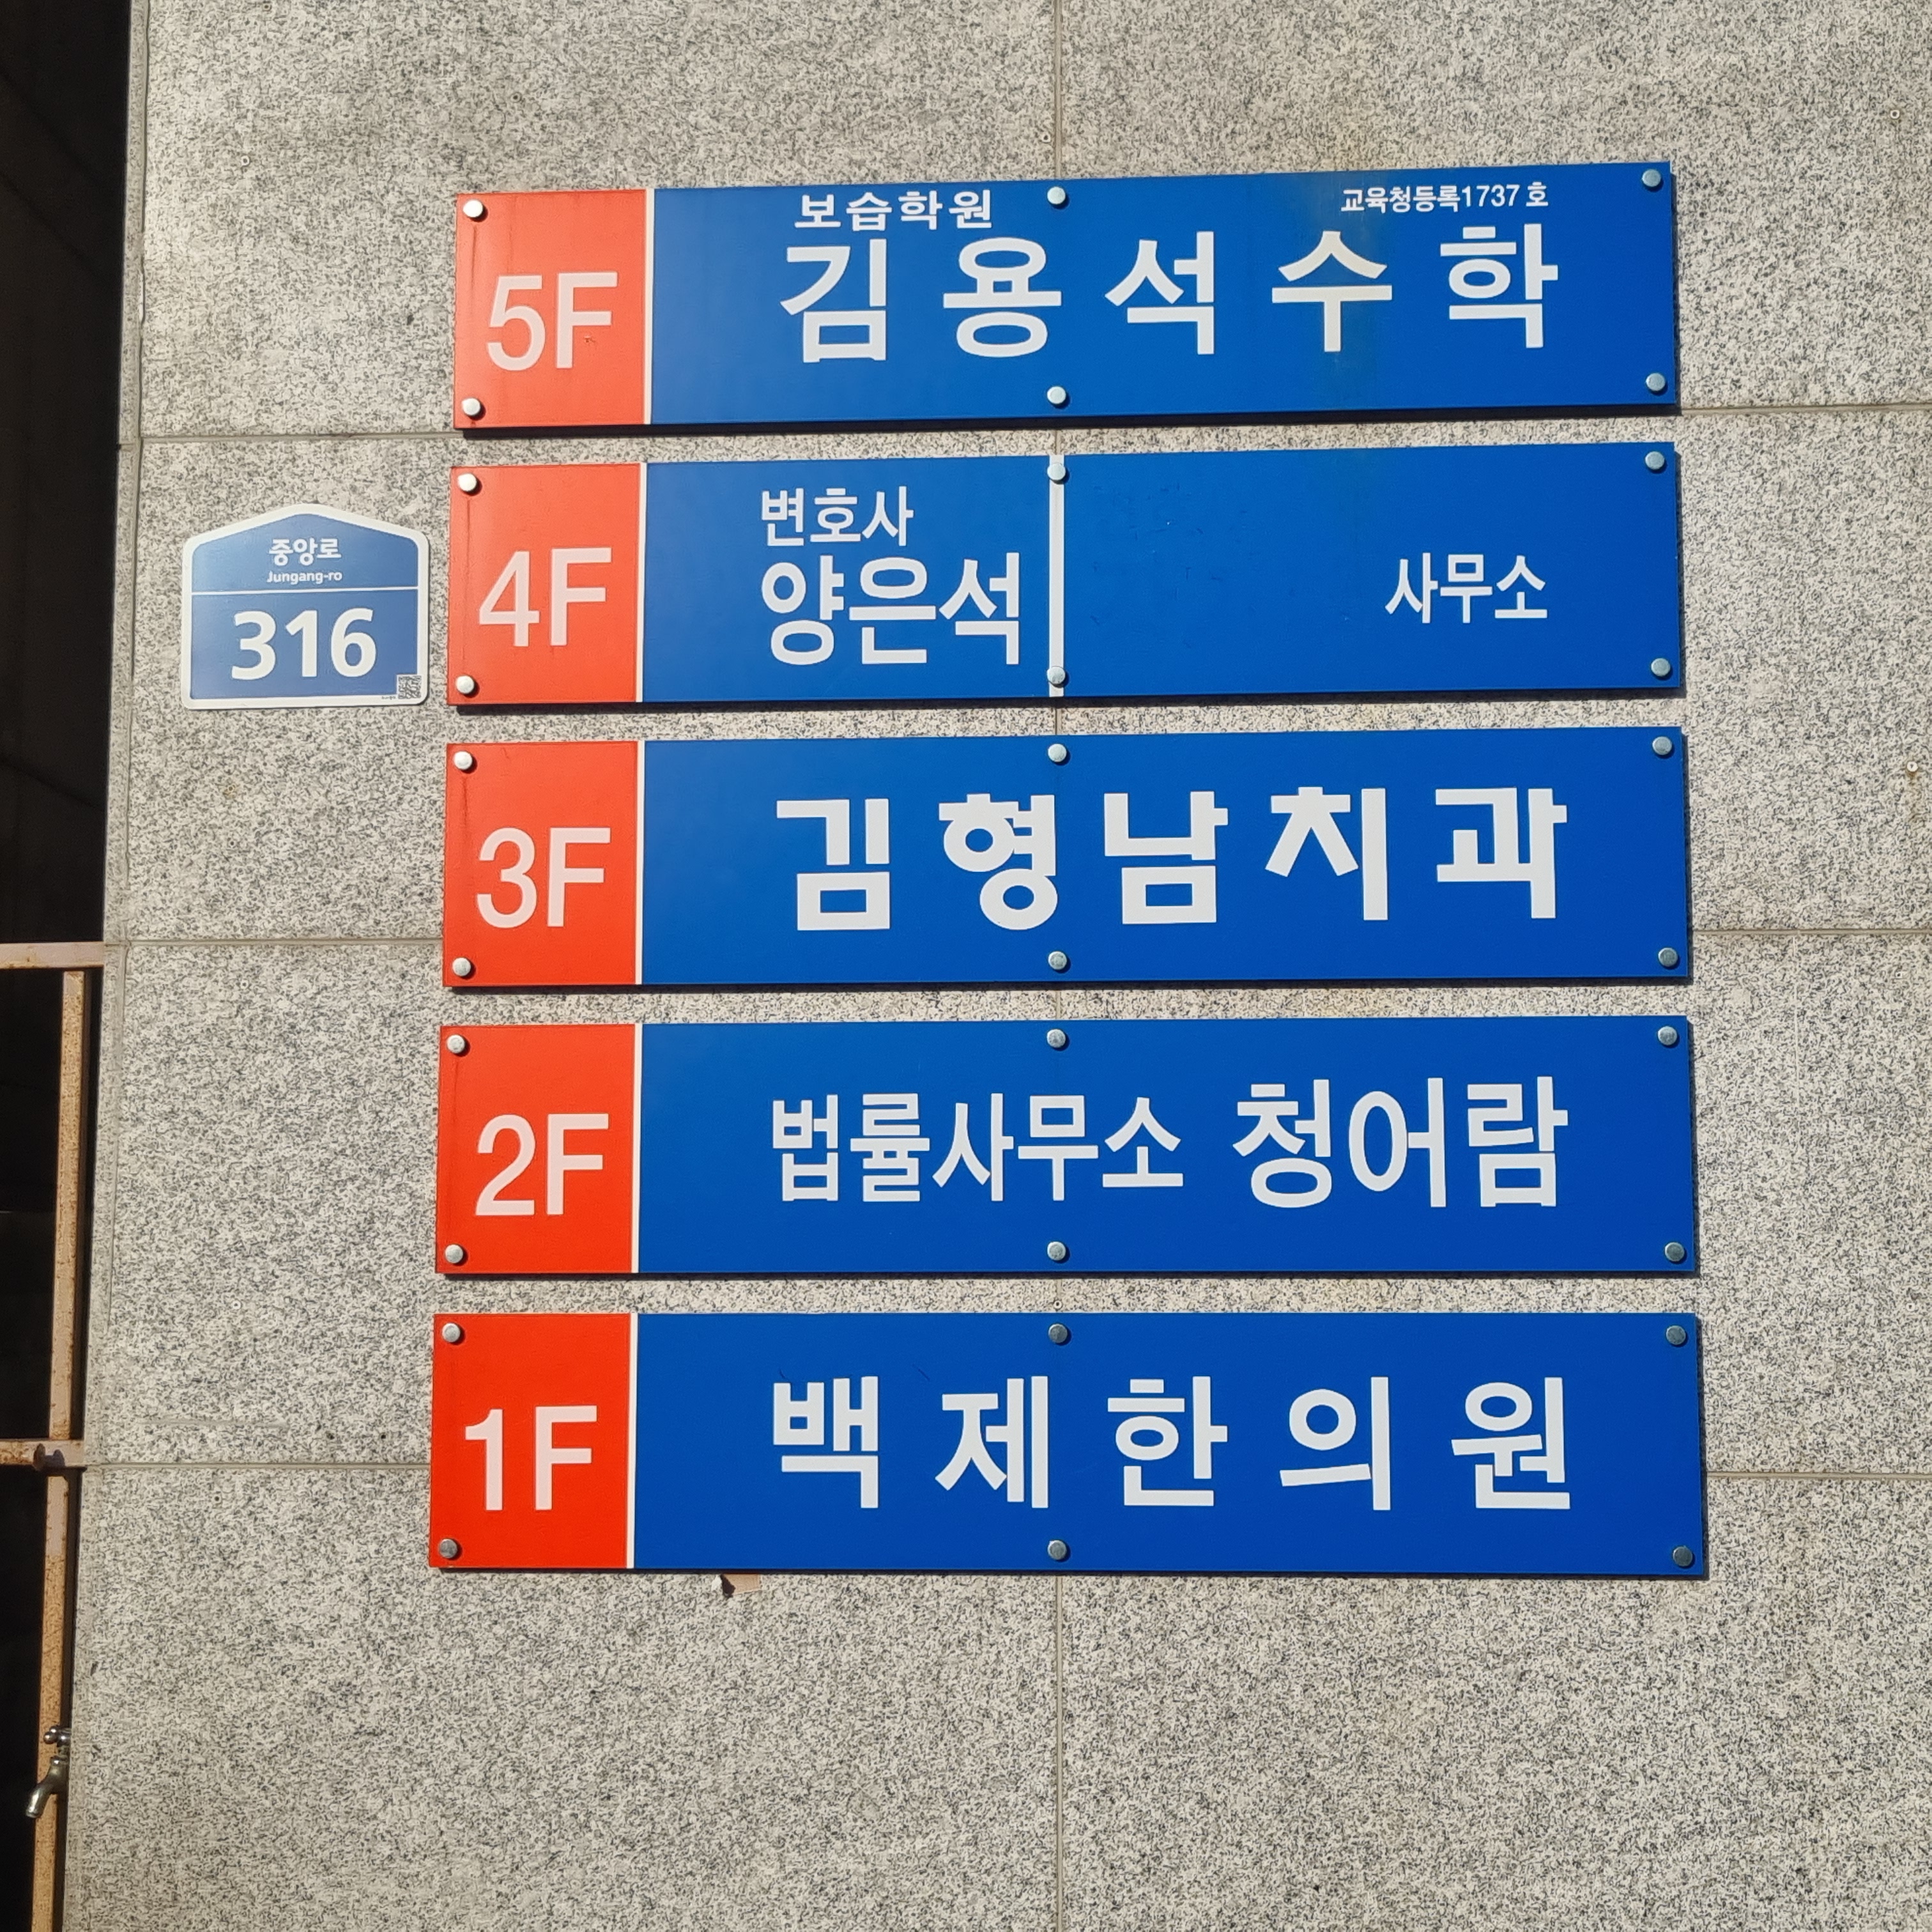 보습학원
교육청등록1737호
5F
김용석수학
중앙로
Jungang-ro
316
4F
변호사
양은석
사무소
3F
김형남치과
2F
법률사무소 청어람
1F
백제한의원